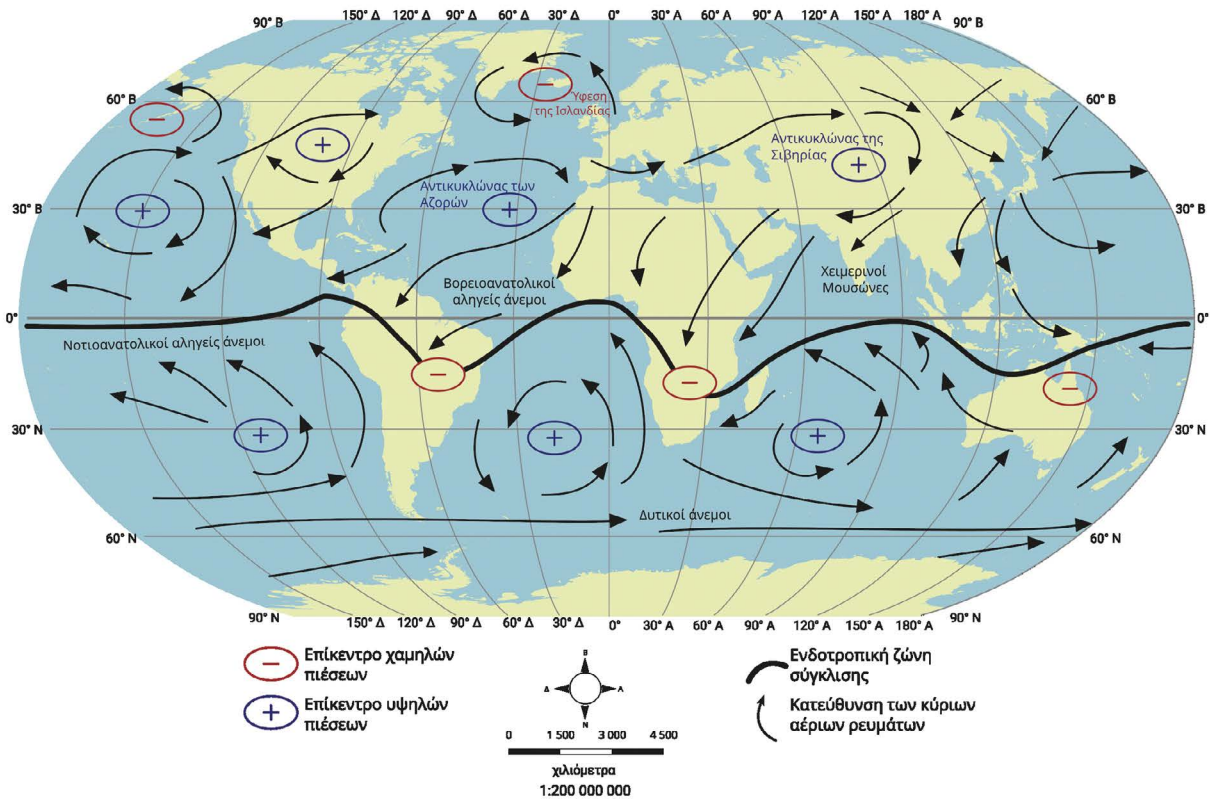 90° Β 150° Δ 120° Δ 90° Δ 60° Δ 30° Δ 0° 30° Α 60° Α 90° Α 120° Α 150° Α 180° Α 90° Β
60° Β 60° Β
Ύφεση
της Ισλανδίας
Αντικυκλώνας της
Σιβηρίας
Αντικυκλώνας των
Αζορών
30° Β 30° Β
Βορειοανατολικοί
αληγείς άνεμοι
Χειμερινοί
Μουσώνες
0° 0°
Νοτιοανατολικοί αληγείς άνεμοι
30° Ν 30° Ν
Δυτικοί άνεμοι
60° Ν 60° Ν
90° Ν 150° Δ 120° Δ 90° Δ 60° Δ 30° Δ 0° 30° Α 60° Α 90° Α 120° Α 150° Α 180° Α 90° Ν
Επίκεντρο χαμηλών
πιέσεων
Επίκεντρο υψηλών
πιέσεων
Β
Δ Α
Ν
0 1 500 3 000 4 500
χιλιόμετρα
1:200 000 000
Ενδοτροπική ζώνη
σύγκλισης
Κατεύθυνση των κύριων
αέριων ρευμάτων